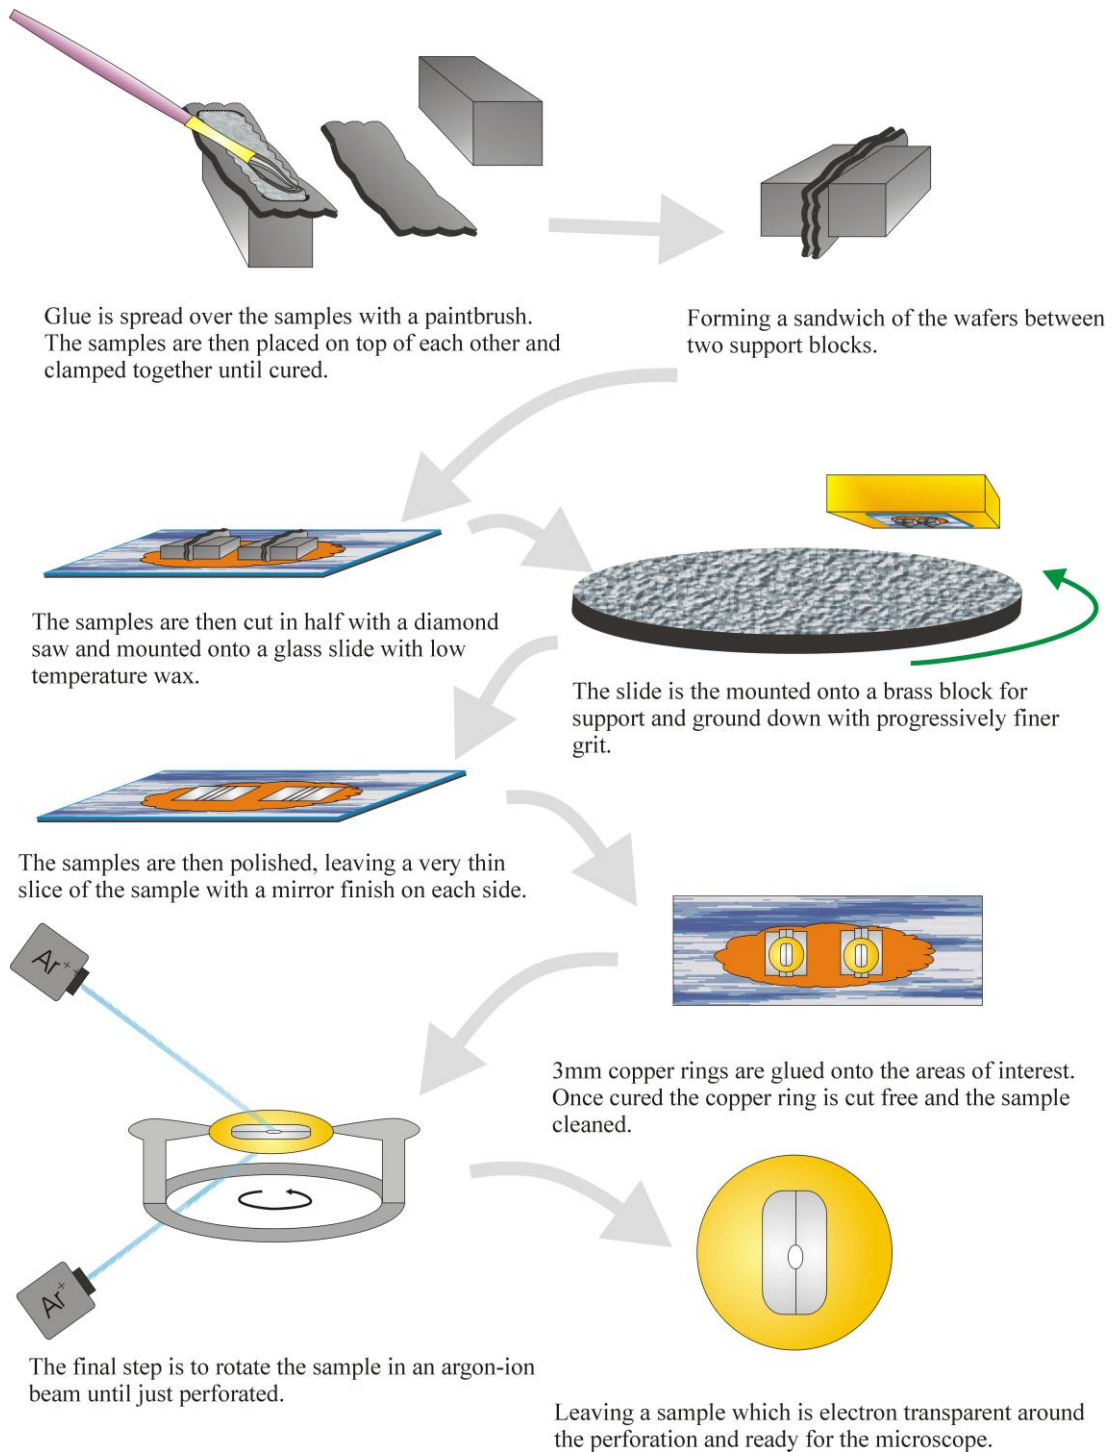 Glue is spread over the samples with a paintbrush.
The samples are then placed on top of each other and
clamped together until cured.
Forming a sandwich of the wafers between
two support blocks.
The samples are then cut in half with a diamond
saw and mounted onto a glass slide with low
temperature wax.
The slide is the mounted onto a brass block for
support and ground down with progressively finer
grit.
The samples are then polished, leaving a very thin
slice of the sample with a mirror finish on each side.
3mm copper rings are glued onto the areas of interest.
Once cured the copper ring is cut free and the sample
cleaned.
Ar⁺
Ar⁺
The final step is to rotate the sample in an argon-ion
beam until just perforated.
Leaving a sample which is electron transparent around
the perforation and ready for the microscope.